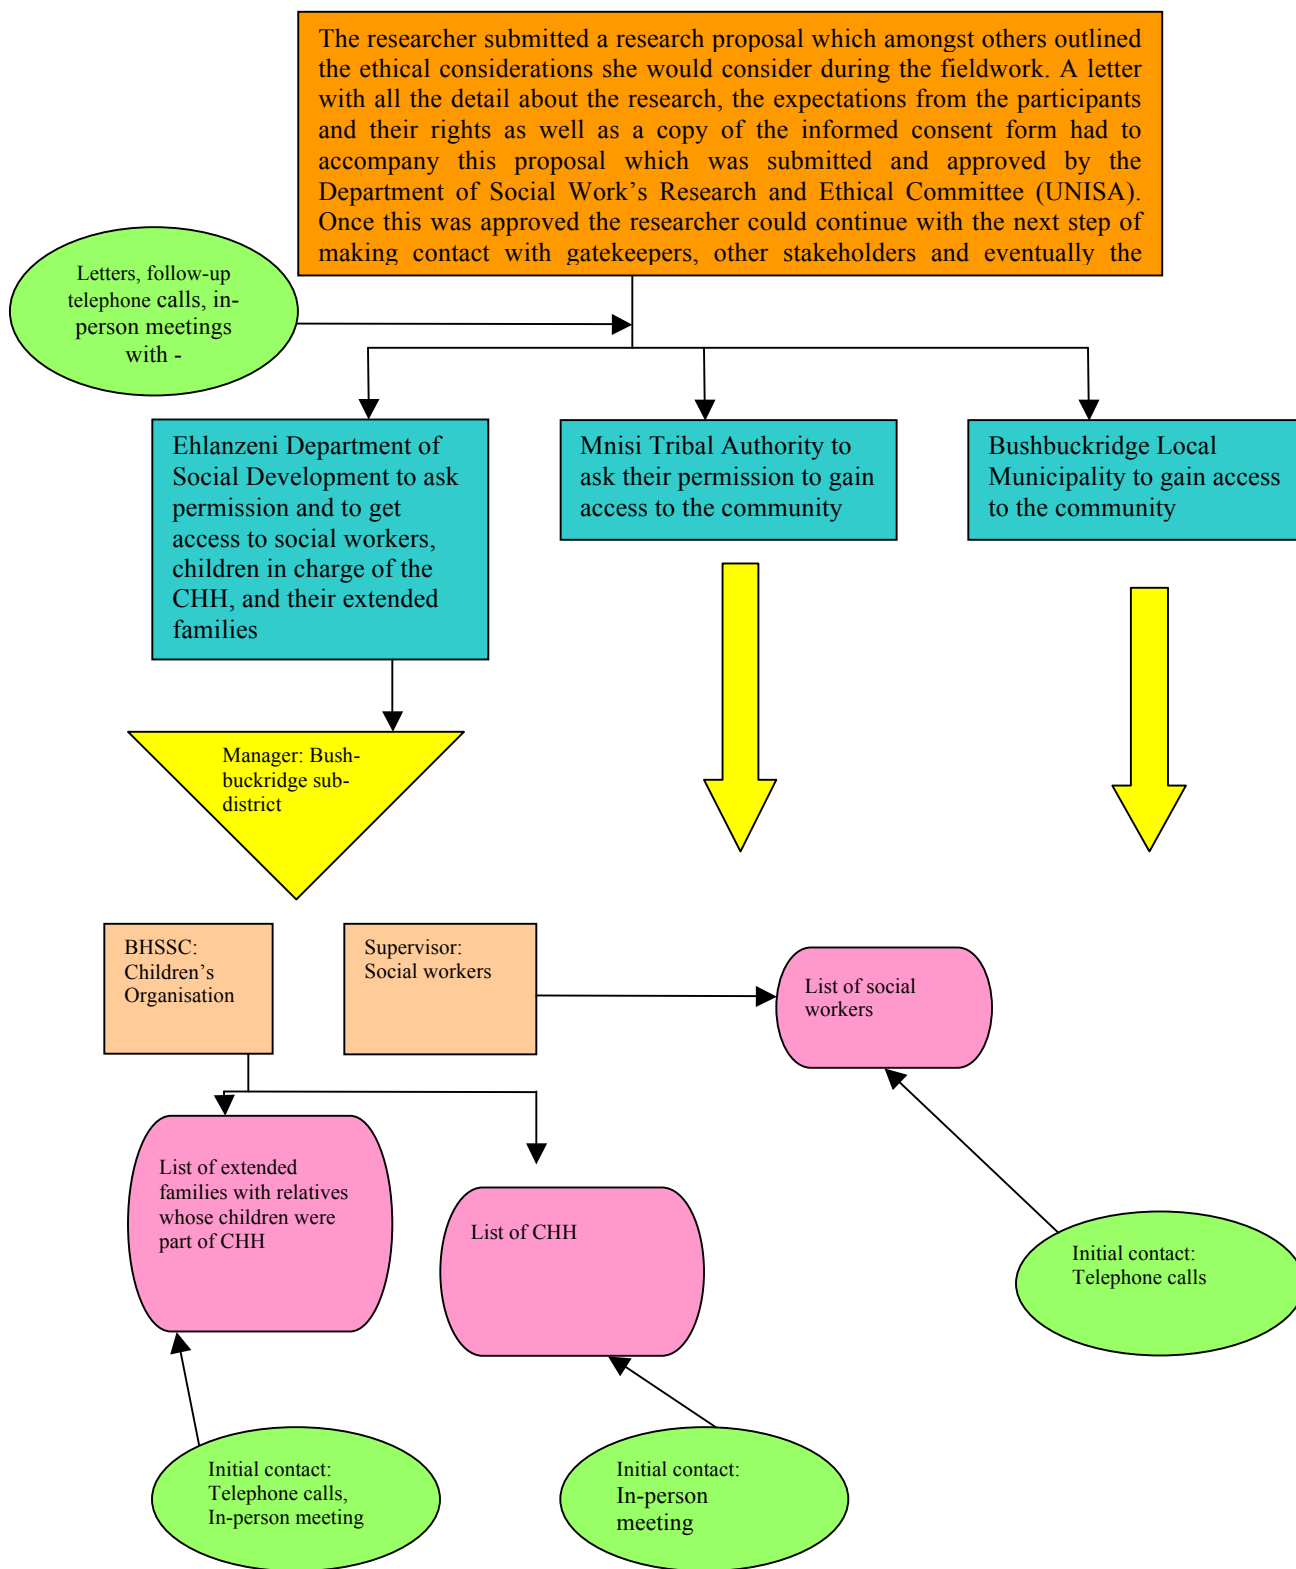 The researcher submitted a research proposal which amongst others outlined
the ethical considerations she would consider during the fieldwork. A letter
with all the detail about the research, the expectations from the participants
and their rights as well as a copy of the informed consent form had to
accompany this proposal which was submitted and approved by the
Department of Social Work's Research and Ethical Committee (UNISA).
Once this was approved the researcher could continue with the next step of
making contact with gatekeepers, other stakeholders and eventually the
Letters, follow-up
telephone calls, in-
person meetings
with -
Ehlanzeni Department of
Social Development to ask
permission and to get
access to social workers,
children in charge of the
CHH, and their extended
families
Mnisi Tribal Authority to
ask their permission to gain
access to the community
Bushbuckridge Local
Municipality to gain access
to the community
Manager: Bush-
buckridge sub-
district
BHSSC:
Children's
Organisation
Supervisor:
Social workers
List of social
workers
List of extended
families with relatives
whose children were
part of CHH
List of CHH
Initial contact:
Telephone calls
Initial contact:
Telephone calls,
In-person meeting
Initial contact:
In-person
meeting